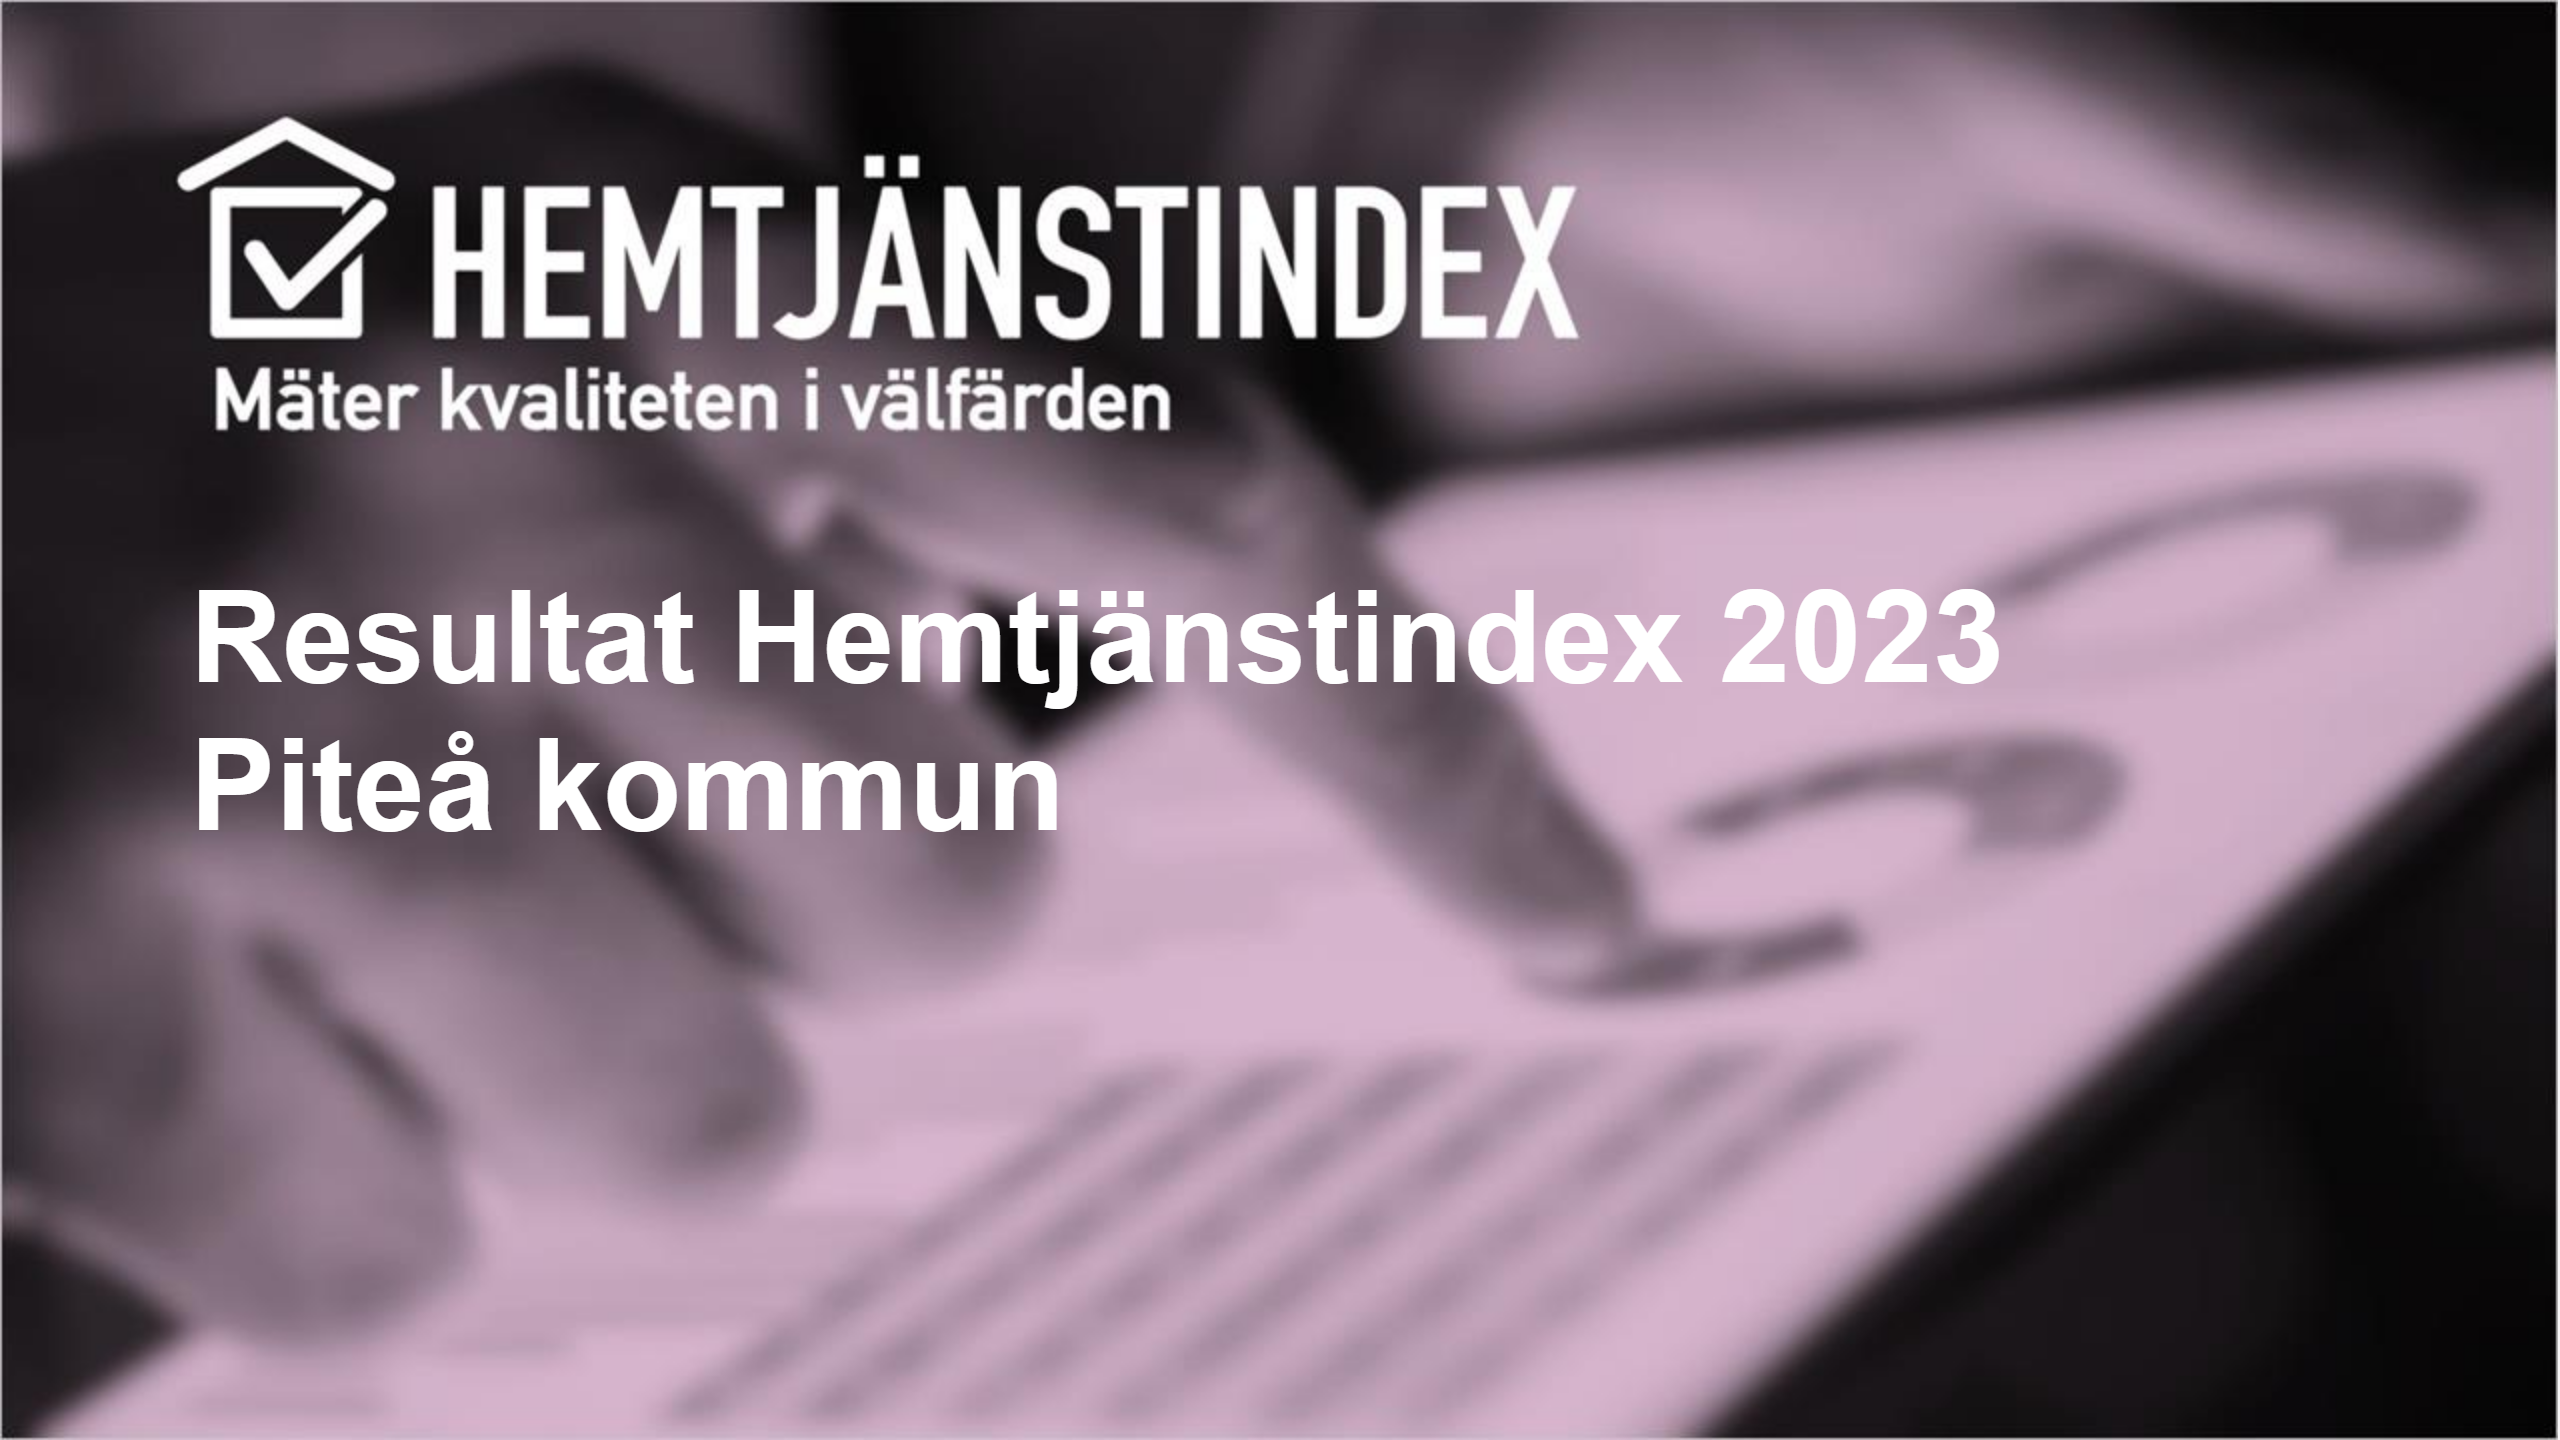 HEMTJÄNSTINDEX
Mäter kvaliteten i välfärden
Resultat Hemtjänstindex 2023
Piteå kommun